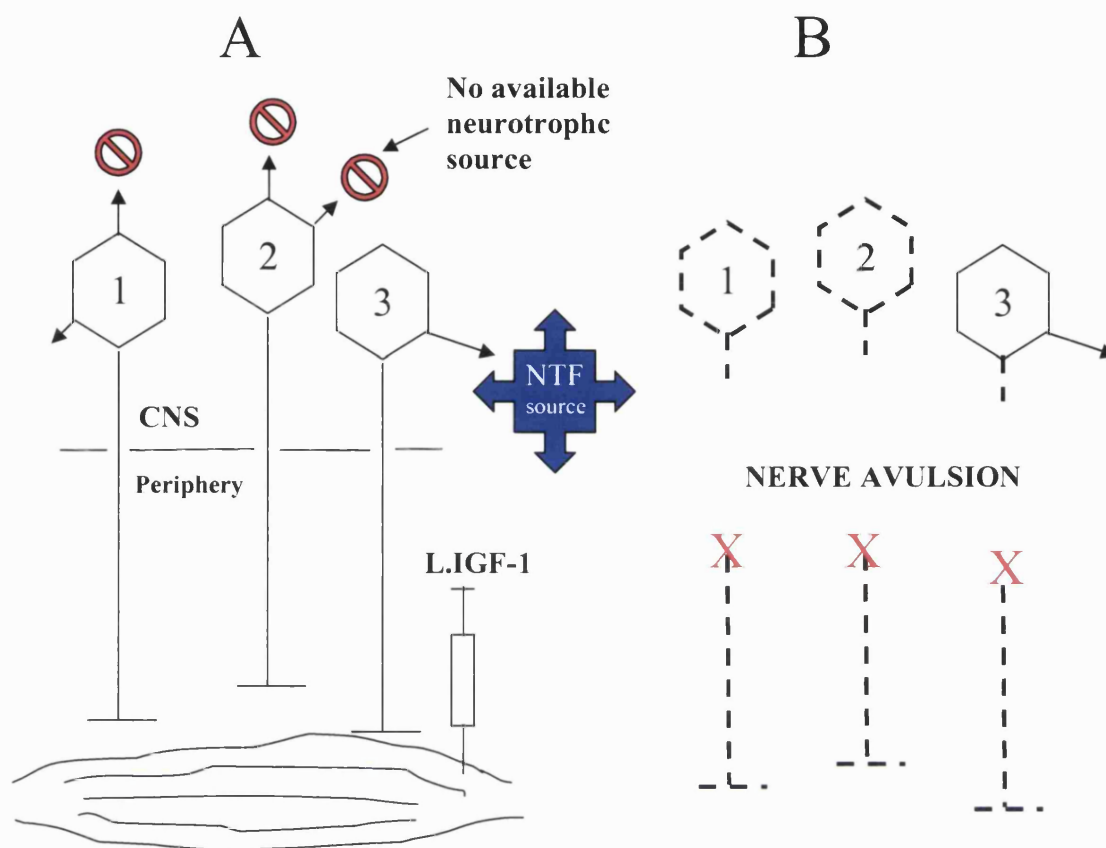 A
B
No available
neurotrophc
source
1
2
3
NTF
source
CNS
Periphery
L.IGF-1
1
2
3
NERVE AVULSION
X
X
X